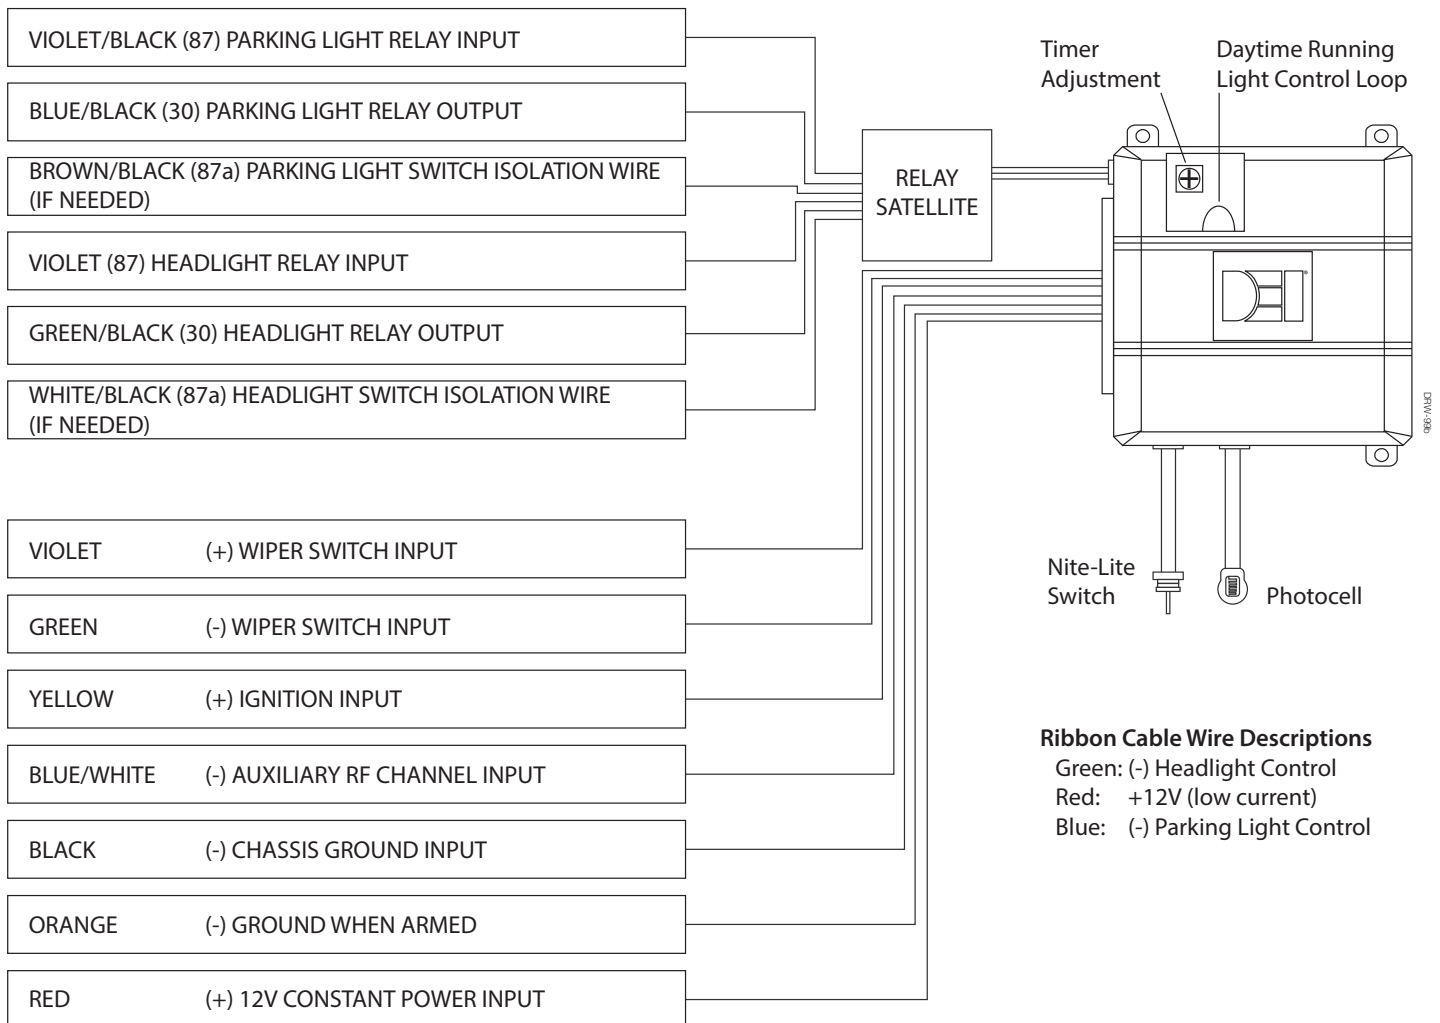 VIOLET/BLACK (87) PARKING LIGHT RELAY INPUT
BLUE/BLACK (30) PARKING LIGHT RELAY OUTPUT
BROWN/BLACK (87a) PARKING LIGHT SWITCH ISOLATION WIRE
(IF NEEDED)
VIOLET (87) HEADLIGHT RELAY INPUT
GREEN/BLACK (30) HEADLIGHT RELAY OUTPUT
WHITE/BLACK (87a) HEADLIGHT SWITCH ISOLATION WIRE
(IF NEEDED)
RELAY
SATELLITE
Timer
Adjustment
Daytime Running
Light Control Loop
DEI®
DRW-99b
VIOLET (+) WIPER SWITCH INPUT
GREEN (-) WIPER SWITCH INPUT
YELLOW (+) IGNITION INPUT
BLUE/WHITE (-) AUXILIARY RF CHANNEL INPUT
BLACK (-) CHASSIS GROUND INPUT
ORANGE (-) GROUND WHEN ARMED
RED (+) 12V CONSTANT POWER INPUT
Nite-Lite
Switch
Photocell
Ribbon Cable Wire Descriptions
Green: (-) Headlight Control
Red: +12V (low current)
Blue: (-) Parking Light Control